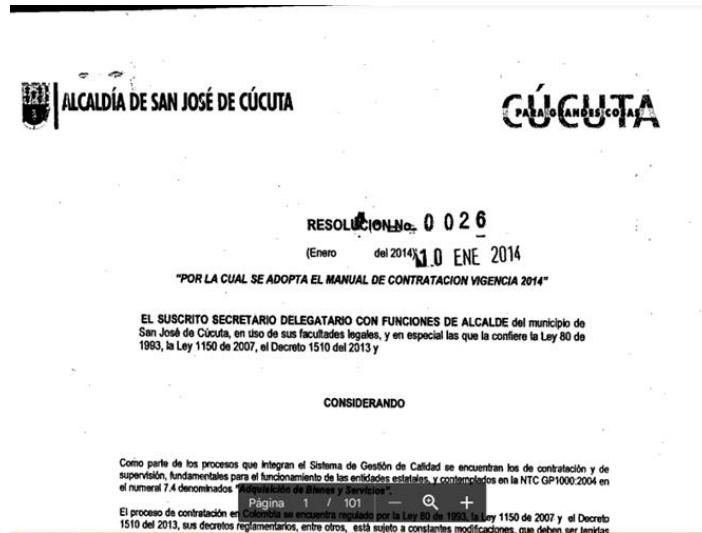 ALCALDÍA DE SAN JOSÉ DE CÚCUTA
CÚCUTA
PARA GRANDES COSAS
RESOLUCION No. 0 0 2 6
(Enero del 2014) 10 ENE 2014
"POR LA CUAL SE ADOPTA EL MANUAL DE CONTRATACION VIGENCIA 2014"
EL SUSCRITO SECRETARIO DELEGATARIO CON FUNCIONES DE ALCALDE del municipio de
San José de Cúcuta, en uso de sus facultades legales, y en especial las que la confiere la Ley 80 de
1993, la Ley 1150 de 2007, el Decreto 1510 del 2013 y
CONSIDERANDO
Como parte de los procesos que integran el Sistema de Gestión de Calidad se encuentran los de contratación y de
supervisión, fundamentales para el funcionamiento de las entidades estatales, y contemplados en la NTC GP1000:2004 en
el numeral 7.4 denominados "Adquisición de Bienes y Servicios".
Página 1 / 101 — +
El proceso de contratación en Colombia se encuentra regulado por la Ley 80 de 1993, la Ley 1150 de 2007 y el Decreto
1510 del 2013, sus decretos reglamentarios, entre otros, está sujeto a constantes modificaciones, que deben ser tenidas